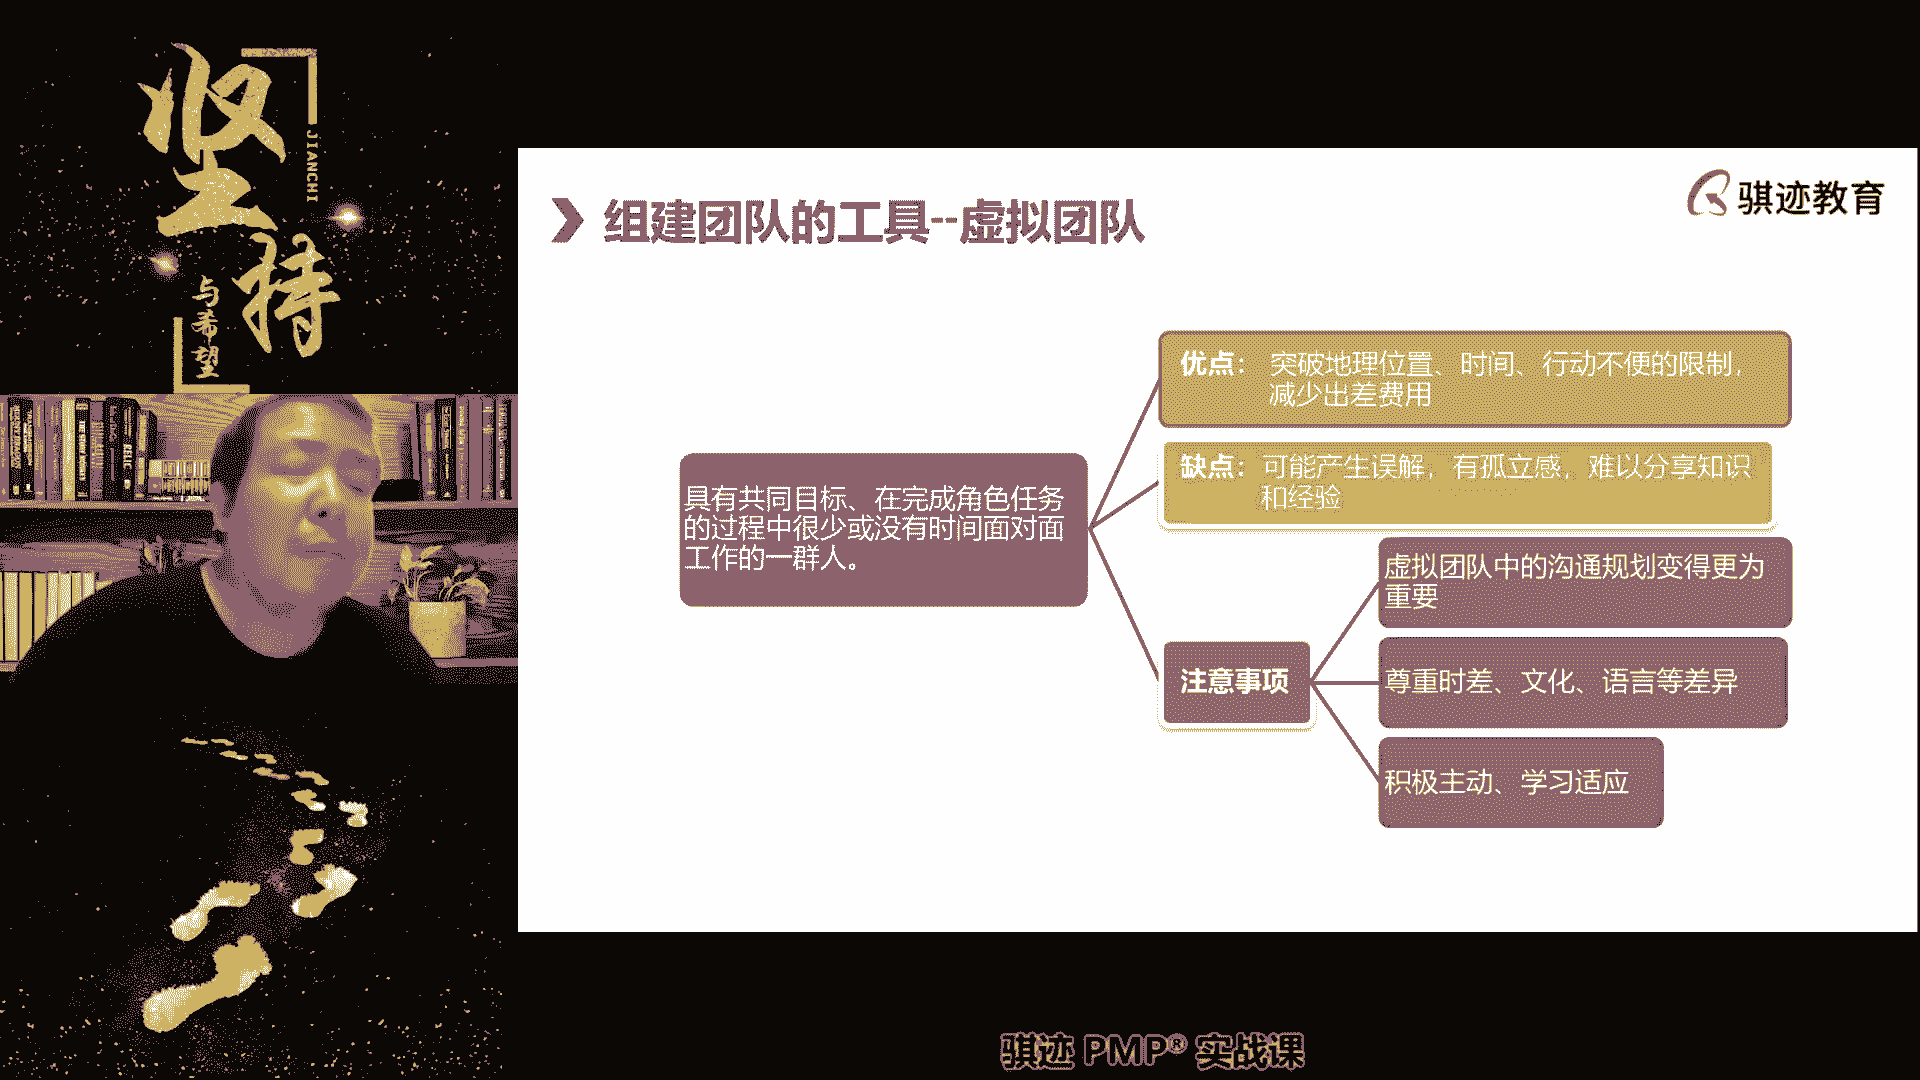 坚持
JIANCHI
与希望
骐迹教育
组建团队的工具--虚拟团队
具有共同目标、在完成角色任务
的过程中很少或没有时间面对面
工作的一群人。
优点： 突破地理位置、时间、行动不便的限制，
减少出差费用
缺点：可能产生误解，有孤立感，难以分享知识
和经验
注意事项
虚拟团队中的沟通规划变得更为
重要
尊重时差、文化、语言等差异
积极主动、学习适应
骐迹 PMP® 实战课